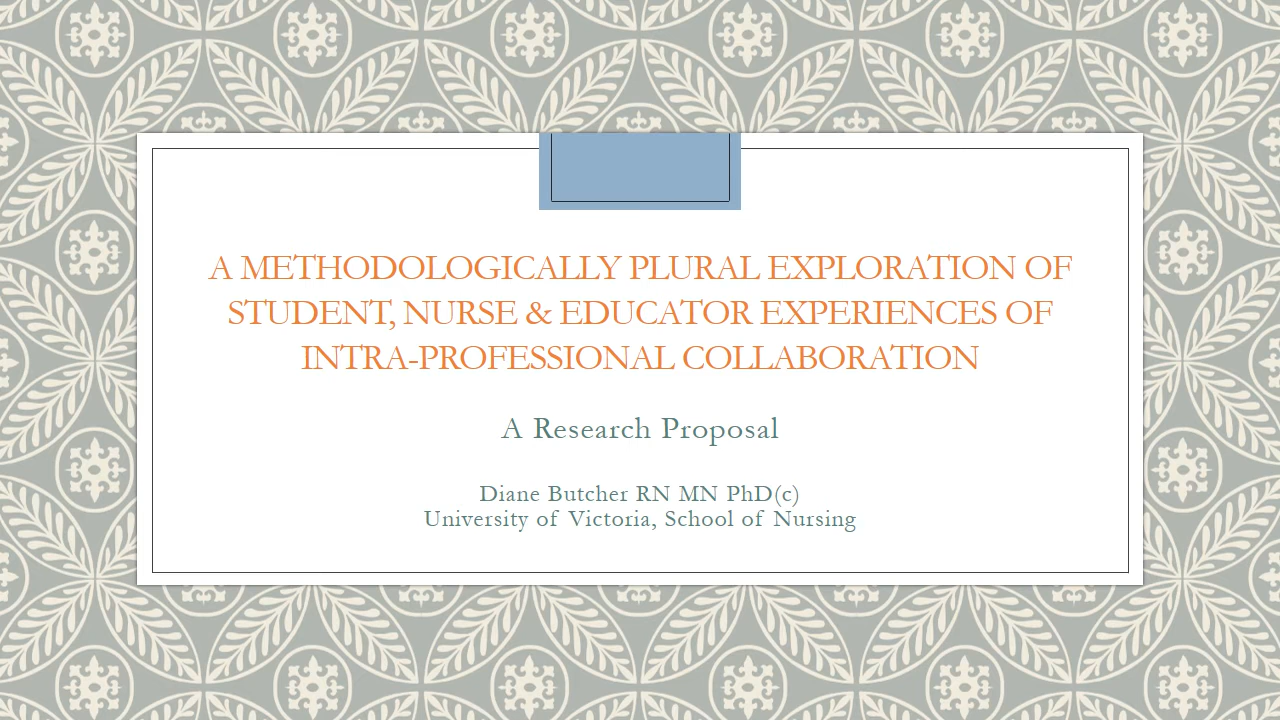 A METHODOLOGICALLY PLURAL EXPLORATION OF
STUDENT, NURSE & EDUCATOR EXPERIENCES OF
INTRA-PROFESSIONAL COLLABORATION
A Research Proposal
Diane Butcher RN MN PhD(c)
University of Victoria, School of Nursing